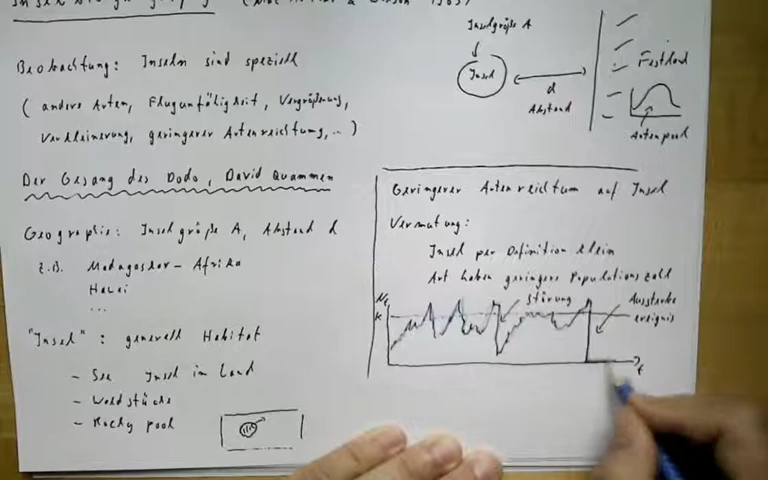 Beobachtung: Inseln sind speziell
( andere Arten, Flugunfähigkeit, Vergrößerung,
Verkleinerung, geringerer Artenreichtung, ... )
Der Gesang des Dodo, David Quammen
Geographie: Inselgröße A, Abstand d
z.B. Madagaskar - Afrika
...
"Insel": generell Habitat
- See Insel im Land
- Waldstücke
- Rocky pool
Inselgröße A
Insel
d
Abstand
Festland
Artenpool
Geringerer Artenreichtum auf Insel
Vermutung:
Insel per Definition klein
Art haben geringere Populationszahl
Störung
Aussterbe
ereignis
K
t